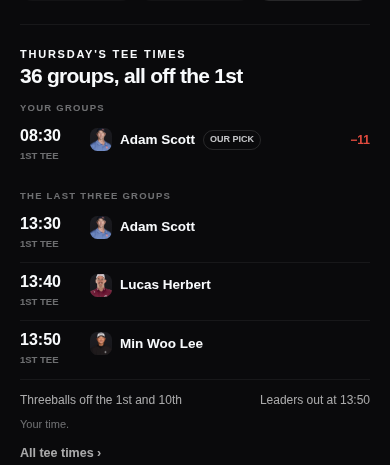 THURSDAY'S TEE TIMES
36 groups, all off the 1st
YOUR GROUPS
08:30 Adam Scott OUR PICK –11
1ST TEE
THE LAST THREE GROUPS
13:30 Adam Scott
1ST TEE
13:40 Lucas Herbert
1ST TEE
13:50 Min Woo Lee
1ST TEE
Threeballs off the 1st and 10th Leaders out at 13:50
Your time.
All tee times ›